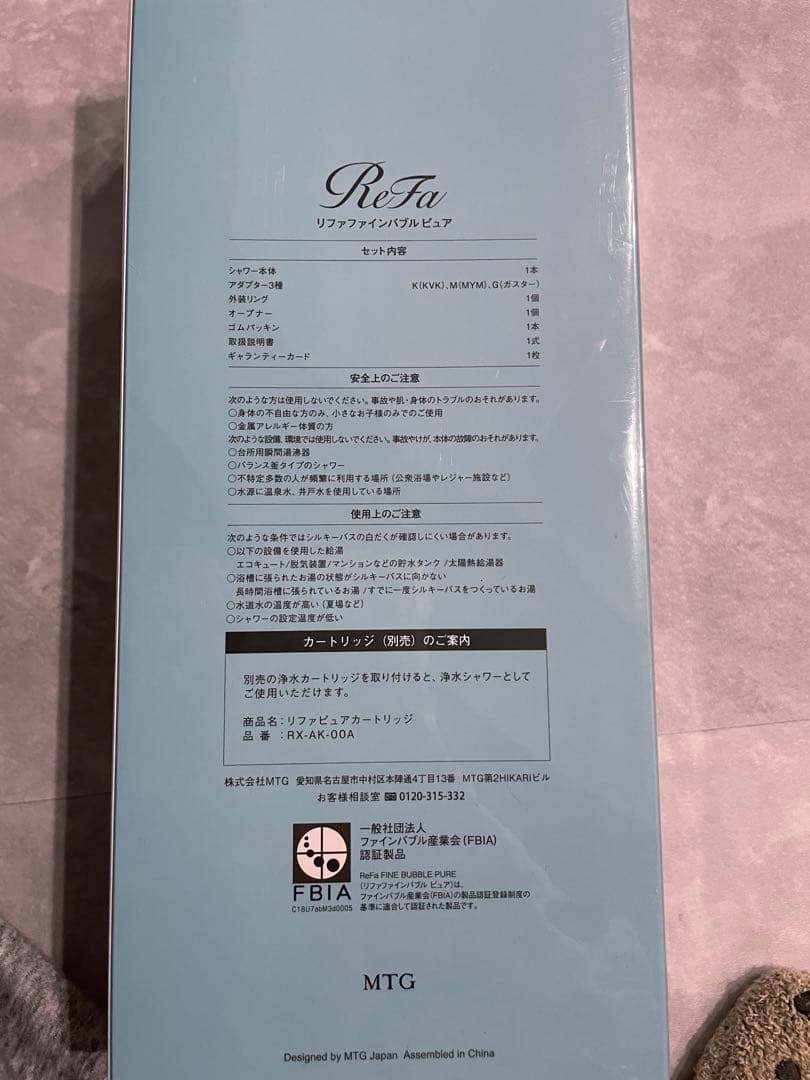 ReFa
リファファインバブル ピュア
セット内容
シャワー本体 1本
アダプター3種 K(KVK)、M(MYM)、G(ガスター)
外装リング 1個
オープナー 1個
ゴムパッキン 1本
取扱説明書 1式
ギャランティーカード 1枚
安全上のご注意
次のような方は使用しないでください。事故や肌・身体のトラブルのおそれがあります。
○身体の不自由な方のみ、小さなお子様のみでのご使用
○金属アレルギー体質の方
次のような設備、環境では使用しないでください。事故やけが、本体の故障のおそれがあります。
○台所用瞬間湯沸器
○バランス釜タイプのシャワー
○不特定多数の人が頻繁に利用する場所（公衆浴場やレジャー施設など）
○水源に温泉水、井戸水を使用している場所
使用上のご注意
次のような条件ではシルキーバスの白だくが確認しにくい場合があります。
○以下の設備を使用した給湯
エコキュート/脱気装置/マンションなどの貯水タンク /太陽熱給湯器
○浴槽に張られたお湯の状態がシルキーバスに向かない
長時間浴槽に張られているお湯 /すでに一度シルキーバスをつくっているお湯
○水道水の温度が高い（夏場など）
○シャワーの設定温度が低い
カートリッジ（別売）のご案内
別売の浄水カートリッジを取り付けると、浄水シャワーとして
ご使用いただけます。
商品名：リファピュアカートリッジ
品 番：RX-AK-00A
株式会社MTG 愛知県名古屋市中村区本陣通4丁目13番 MTG第2HIKARIビル
お客様相談室 0120-315-332
一般社団法人
ファインバブル産業会(FBIA)
認証製品
FBIA
C18U7abM3d0005
ReFa FINE BUBBLE PURE
(リファファインバブル ピュア)は、
ファインバブル産業会(FBIA)の製品認証登録制度の
基準に適合して認証された製品です。
MTG
Designed by MTG Japan Assembled in China